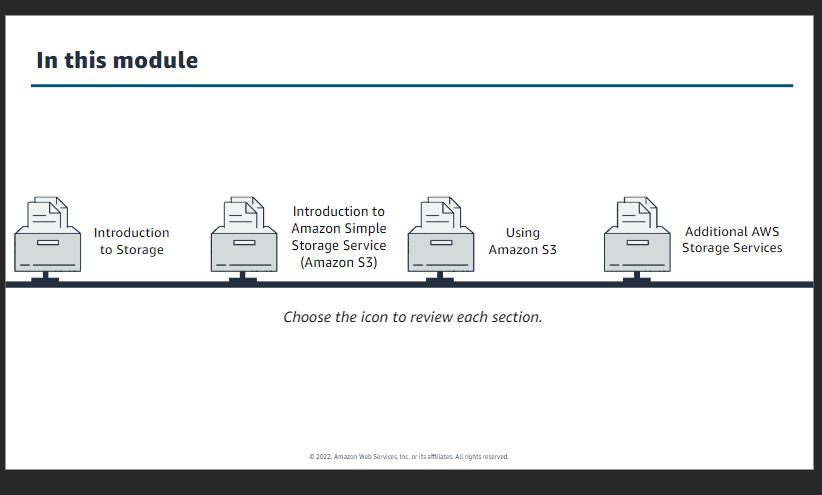 In this module
Introduction
to Storage
Introduction to
Amazon Simple
Storage Service
(Amazon S3)
Using
Amazon S3
Additional AWS
Storage Services
Choose the icon to review each section.
© 2022, Amazon Web Services, Inc. or its affiliates. All rights reserved.